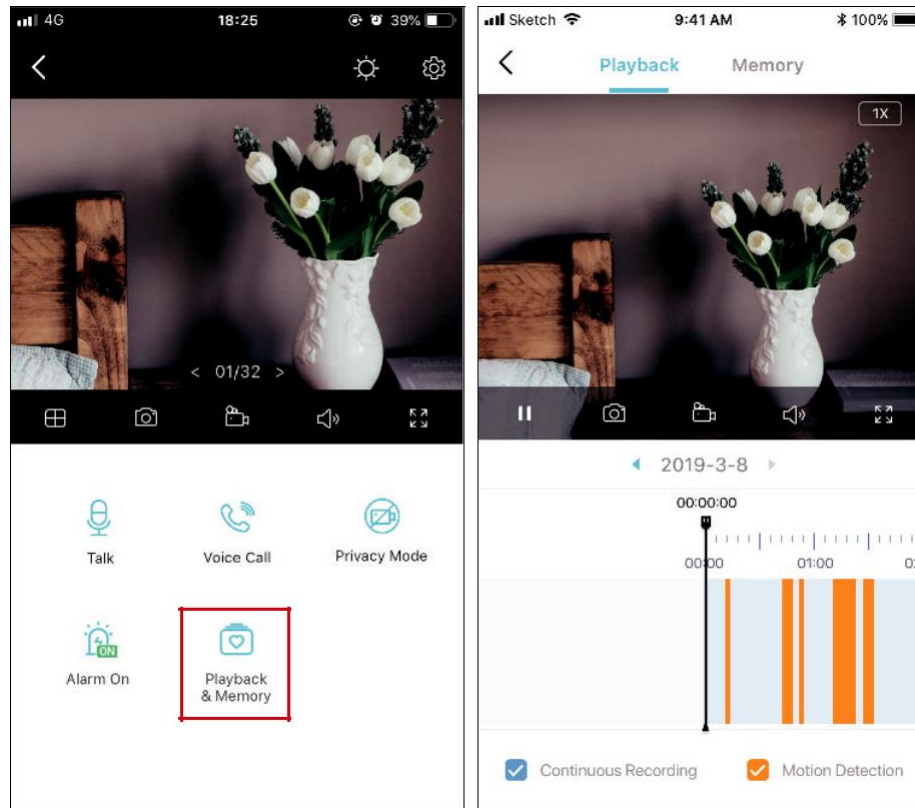 4G
18:25
39%
< 01/32 >
Talk
Voice Call
Privacy Mode
ON
Alarm On
Playback
& Memory
Sketch
9:41 AM
100%
Playback
Memory
1X
2019-3-8
00:00:00
00:00
01:00
Continuous Recording
Motion Detection